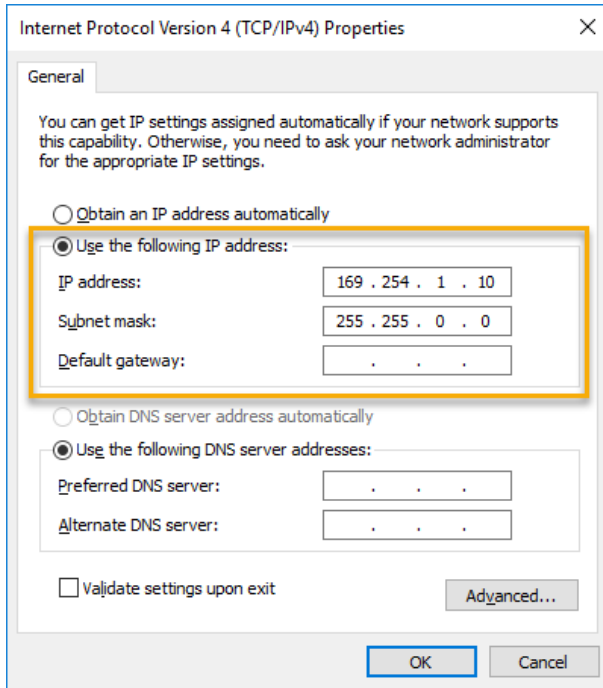 Internet Protocol Version 4 (TCP/IPv4) Properties
General
You can get IP settings assigned automatically if your network supports
this capability. Otherwise, you need to ask your network administrator
for the appropriate IP settings.
Obtain an IP address automatically
Use the following IP address:
IP address: 169 . 254 . 1 . 10
Subnet mask: 255 . 255 . 0 . 0
Default gateway: . . .
Obtain DNS server address automatically
Use the following DNS server addresses:
Preferred DNS server: . . .
Alternate DNS server: . . .
Validate settings upon exit
Advanced...
OK Cancel